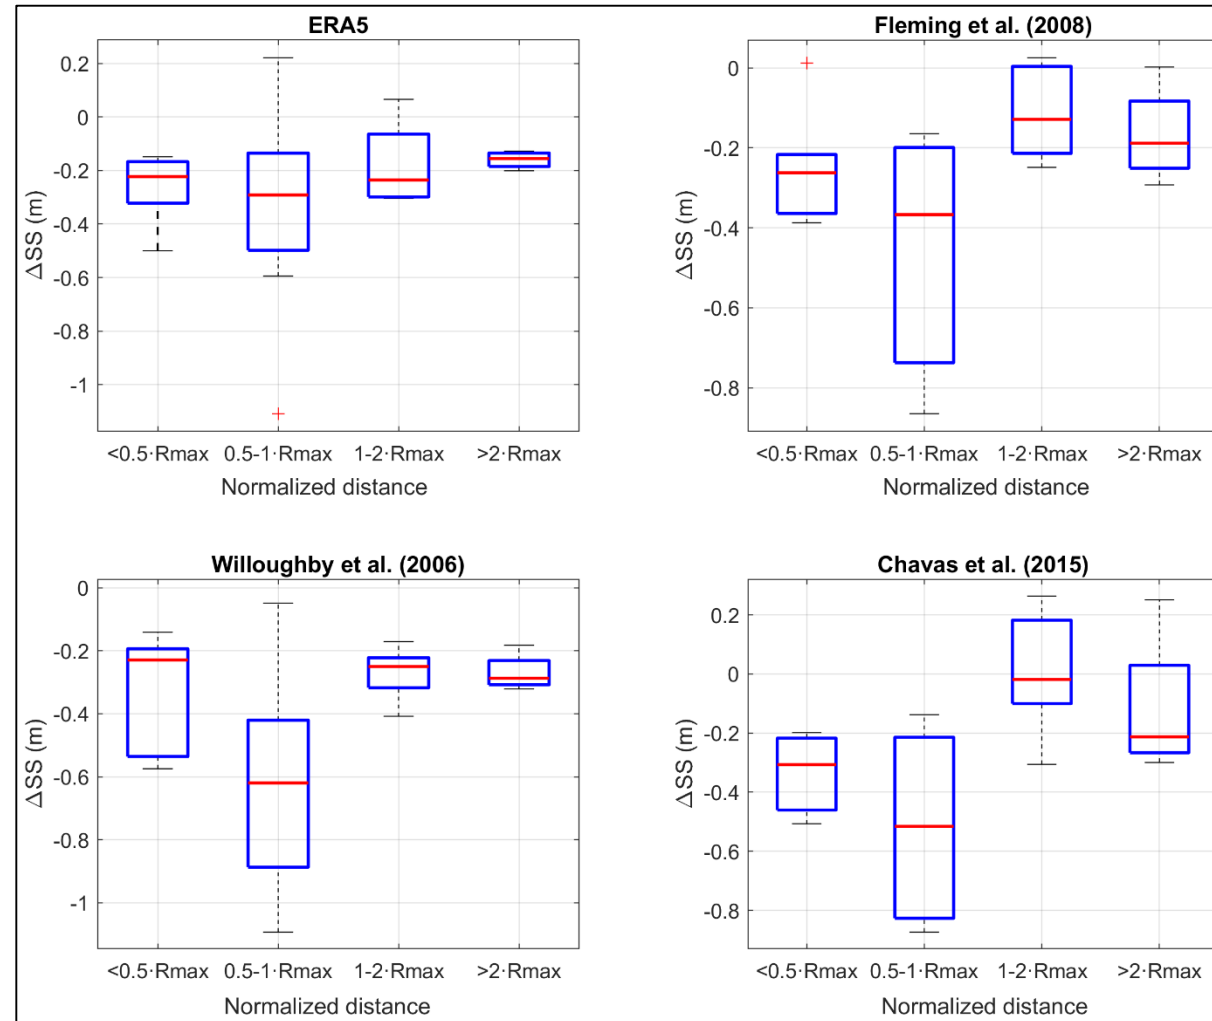 ERA5
0.2
0
-0.2
-0.4
-0.6
-0.8
-1
ΔSS (m)
<0.5·Rmax 0.5-1·Rmax 1-2·Rmax >2·Rmax
Normalized distance
Fleming et al. (2008)
0
-0.2
-0.4
-0.6
-0.8
ΔSS (m)
<0.5·Rmax 0.5-1·Rmax 1-2·Rmax >2·Rmax
Normalized distance
Willoughby et al. (2006)
0
-0.2
-0.4
-0.6
-0.8
-1
ΔSS (m)
<0.5·Rmax 0.5-1·Rmax 1-2·Rmax >2·Rmax
Normalized distance
Chavas et al. (2015)
0.2
0
-0.2
-0.4
-0.6
-0.8
ΔSS (m)
<0.5·Rmax 0.5-1·Rmax 1-2·Rmax >2·Rmax
Normalized distance